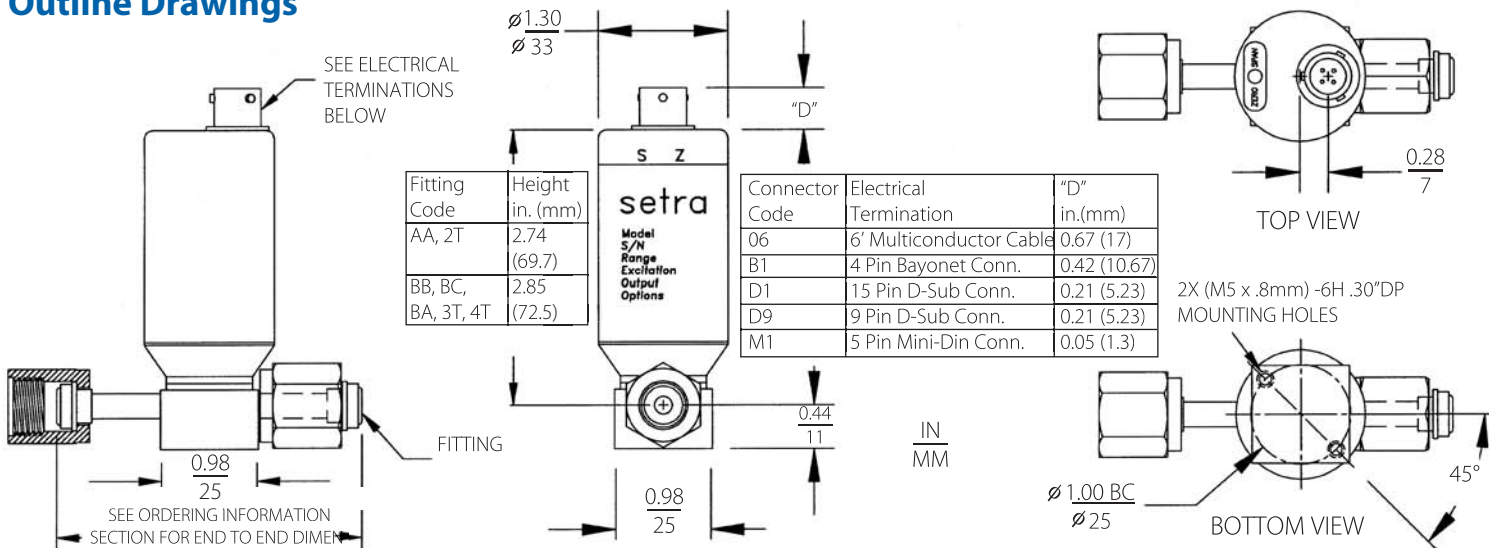 Outline Drawings
SEE ELECTRICAL
TERMINATIONS
BELOW
0.98
25
SEE ORDERING INFORMATION
SECTION FOR END TO END DIMEN
FITTING
Fitting Code | Height in. (mm)
AA, 2T | 2.74 (69.7)
BB, BC, BA, 3T, 4T | 2.85 (72.5)
ø1.30
ø 33
"D"
S Z
setra
Model
S/N
Range
Excitation
Output
Options
0.44
11
0.98
25
Connector Code | Electrical Termination | "D" in.(mm)
06 | 6' Multiconductor Cable | 0.67 (17)
B1 | 4 Pin Bayonet Conn. | 0.42 (10.67)
D1 | 15 Pin D-Sub Conn. | 0.21 (5.23)
D9 | 9 Pin D-Sub Conn. | 0.21 (5.23)
M1 | 5 Pin Mini-Din Conn. | 0.05 (1.3)
IN
MM
ZERO SPAN
0.28
7
TOP VIEW
2X (M5 x .8mm) -6H .30"DP
MOUNTING HOLES
ø 1.00 BC
ø 25
45°
BOTTOM VIEW